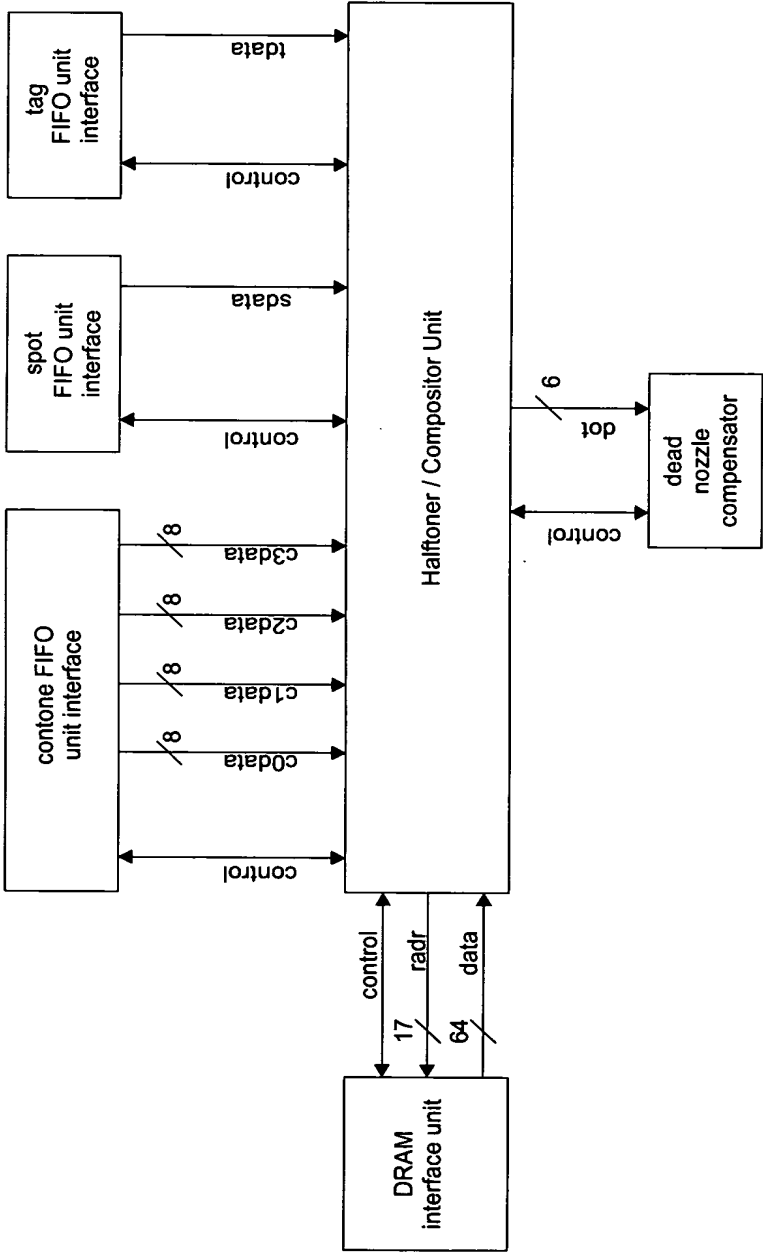 DRAM
interface unit
17
64
control
radr
data
contone FIFO
unit interface
control
c0data
8
c1data
8
c2data
8
c3data
8
spot
FIFO unit
interface
control
sdata
tag
FIFO unit
interface
control
tdata
Halftoner / Compositor Unit
control
dot
6
dead
nozzle
compensator